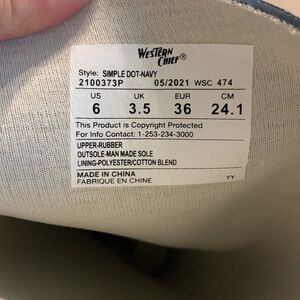 WESTERN
CHIEF®
Style: SIMPLE DOT-NAVY
2100373P 05/2021 WSC 474
US UK EUR CM
6 3.5 36 24.1
This Product is Copyright Protected
For Info Contact: 1-253-234-3000
UPPER-RUBBER
OUTSOLE-MAN MADE SOLE
LINING-POLYESTER/COTTON BLEND
MADE IN CHINA
FABRIQUE EN CHINE YY